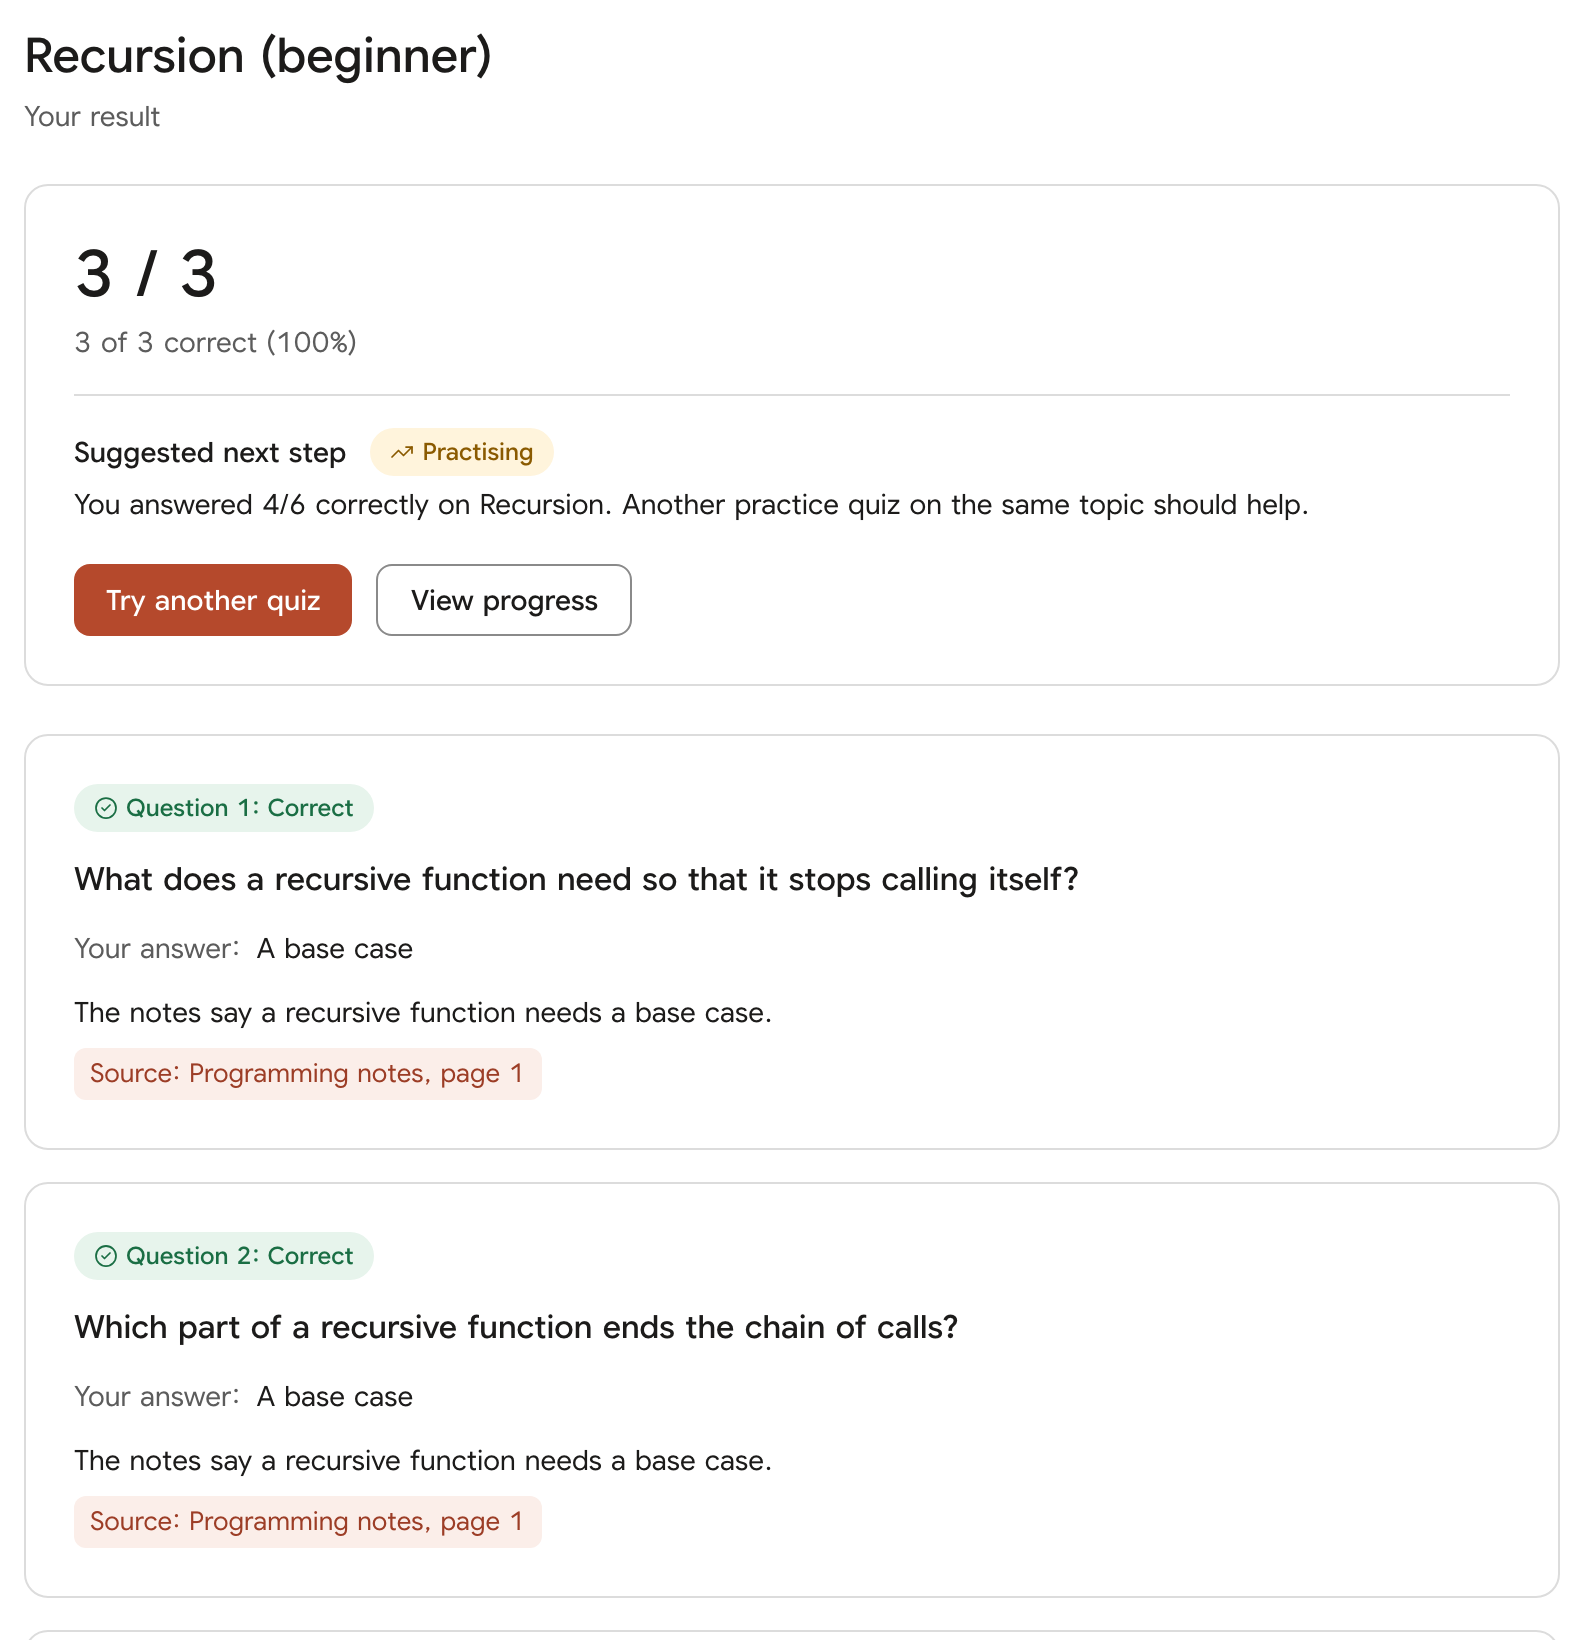 Recursion (beginner)
Your result
3 / 3
3 of 3 correct (100%)
Suggested next step
Practising
You answered 4/6 correctly on Recursion. Another practice quiz on the same topic should help.
Try another quiz
View progress
Question 1: Correct
What does a recursive function need so that it stops calling itself?
Your answer: A base case
The notes say a recursive function needs a base case.
Source: Programming notes, page 1
Question 2: Correct
Which part of a recursive function ends the chain of calls?
Your answer: A base case
The notes say a recursive function needs a base case.
Source: Programming notes, page 1